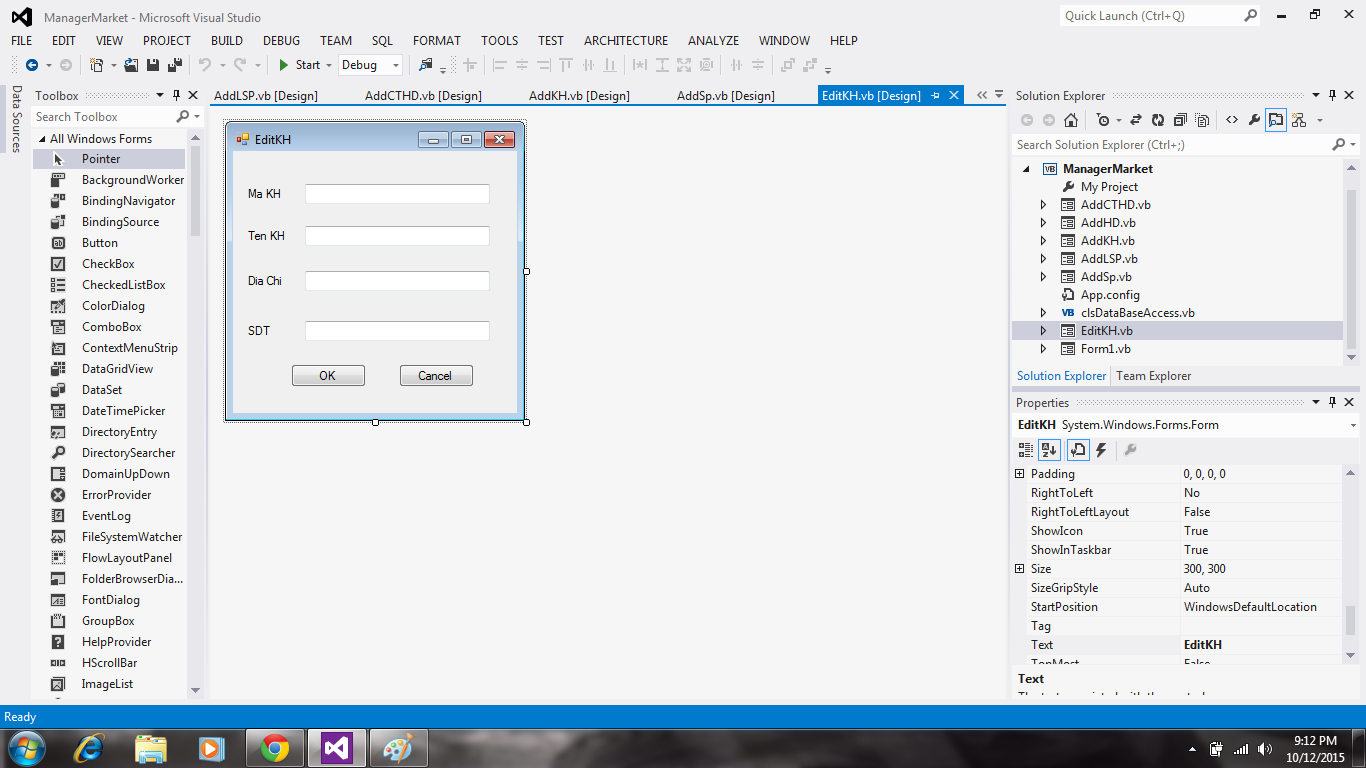 ManagerMarket - Microsoft Visual Studio
Quick Launch (Ctrl+Q)
FILE EDIT VIEW PROJECT BUILD DEBUG TEAM SQL FORMAT TOOLS TEST ARCHITECTURE ANALYZE WINDOW HELP
Start Debug
Data Sources
Toolbox
Search Toolbox
All Windows Forms
Pointer
BackgroundWorker
BindingNavigator
BindingSource
Button
CheckBox
CheckedListBox
ColorDialog
ComboBox
ContextMenuStrip
DataGridView
DataSet
DateTimePicker
DirectoryEntry
DirectorySearcher
DomainUpDown
ErrorProvider
EventLog
FileSystemWatcher
FlowLayoutPanel
FolderBrowserDia...
FontDialog
GroupBox
HelpProvider
HScrollBar
ImageList
AddLSP.vb [Design] AddCTHD.vb [Design] AddKH.vb [Design] AddSp.vb [Design] EditKH.vb [Design]
EditKH
Ma KH
Ten KH
Dia Chi
SDT
OK Cancel
Solution Explorer
Search Solution Explorer (Ctrl+;)
VB ManagerMarket
My Project
AddCTHD.vb
AddHD.vb
AddKH.vb
AddLSP.vb
AddSp.vb
App.config
VB clsDataBaseAccess.vb
EditKH.vb
Form1.vb
Solution Explorer Team Explorer
Properties
EditKH System.Windows.Forms.Form
Padding 0, 0, 0, 0
RightToLeft No
RightToLeftLayout False
ShowIcon True
ShowInTaskbar True
Size 300, 300
SizeGripStyle Auto
StartPosition WindowsDefaultLocation
Tag
Text EditKH
TopMost False
Text
Ready
9:12 PM
10/12/2015